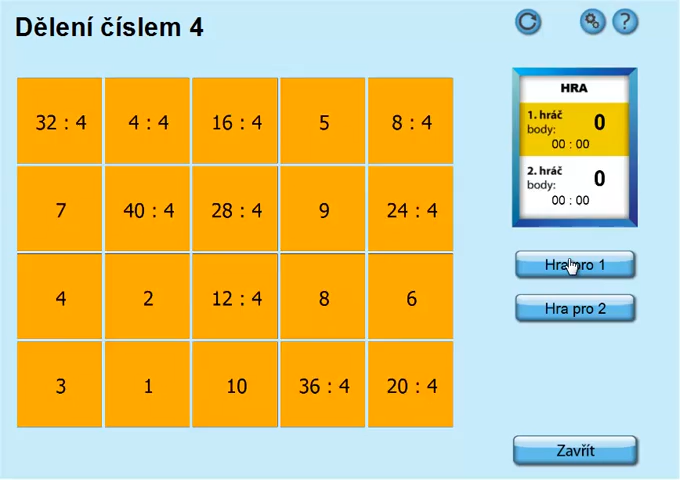 Dělení číslem 4
32 : 4 4 : 4 16 : 4 5 8 : 4
7 40 : 4 28 : 4 9 24 : 4
4 2 12 : 4 8 6
3 1 10 36 : 4 20 : 4
?
HRA
1. hráč
body: 0
00 : 00
2. hráč
body: 0
00 : 00
Hra pro 1
Hra pro 2
Zavřít